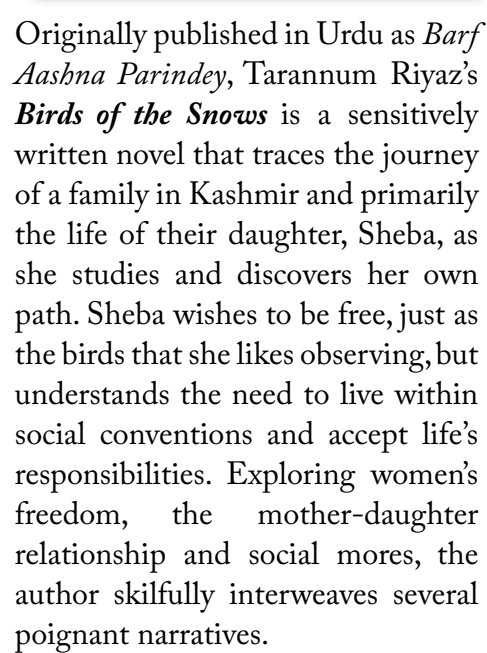 Originally published in Urdu as Barf
Aashna Parindey, Tarannum Riyaz’s
Birds of the Snows is a sensitively
written novel that traces the journey
of a family in Kashmir and primarily
the life of their daughter, Sheba, as
she studies and discovers her own
path. Sheba wishes to be free, just as
the birds that she likes observing, but
understands the need to live within
social conventions and accept life’s
responsibilities. Exploring women’s
freedom, the mother-daughter
relationship and social mores, the
author skilfully interweaves several
poignant narratives.